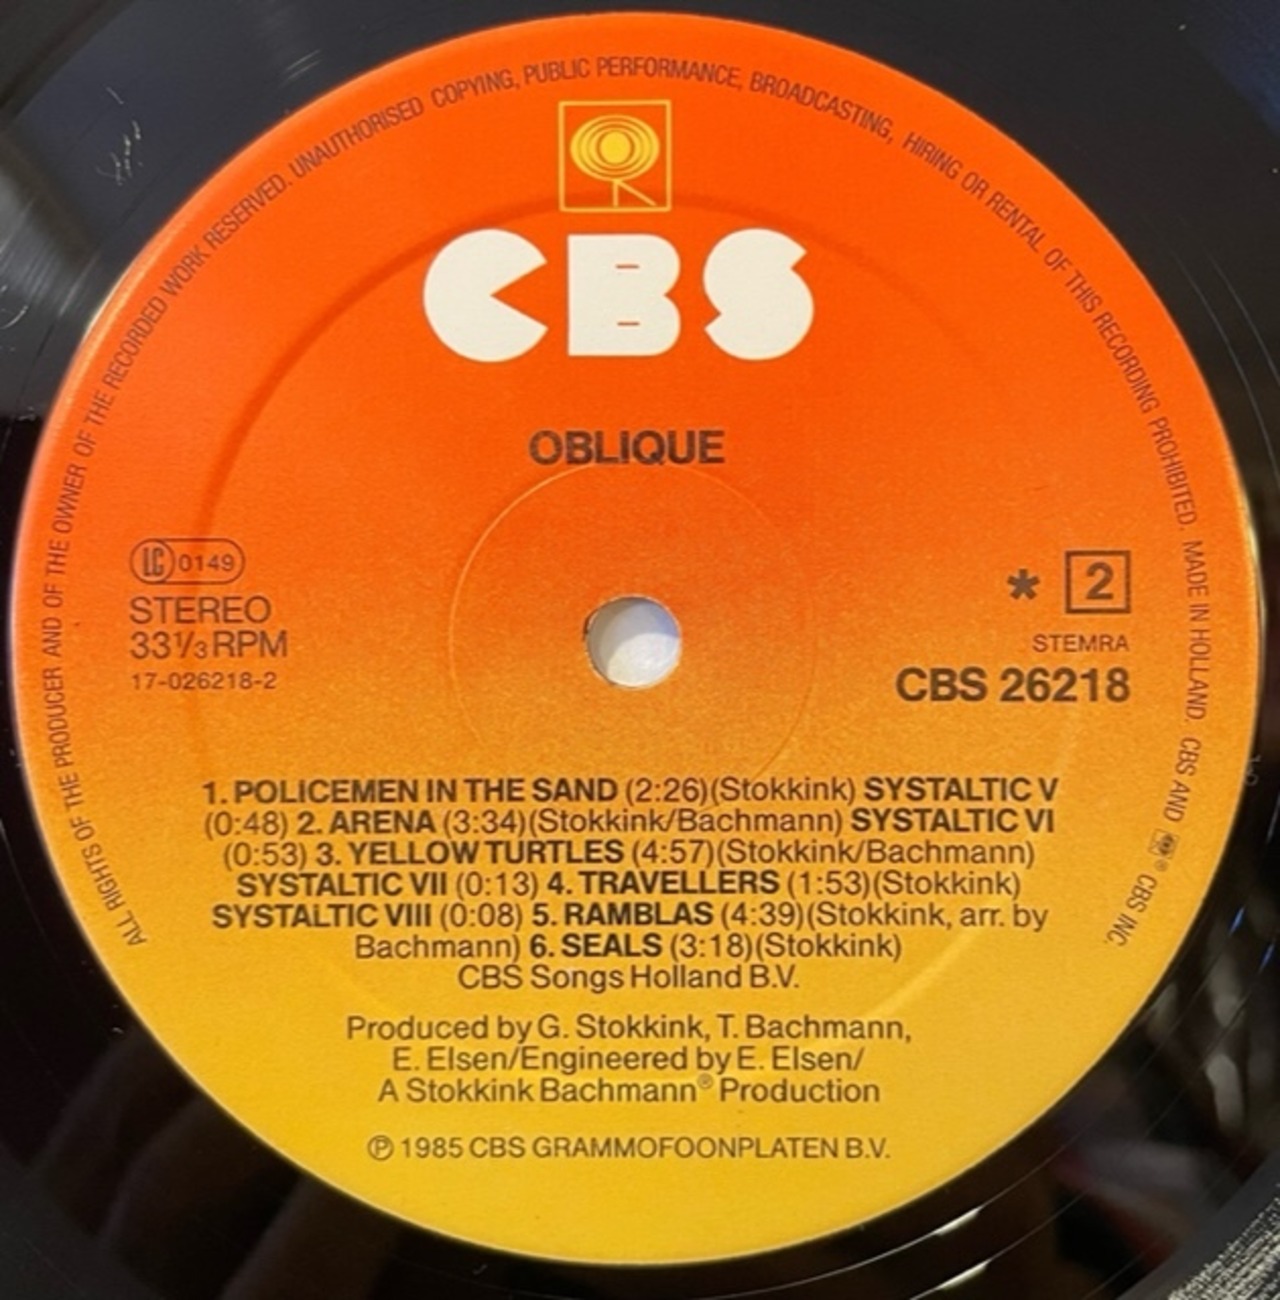 ALL RIGHTS OF THE PRODUCER AND OF THE OWNER OF THE RECORDED WORK RESERVED. UNAUTHORISED COPYING, PUBLIC PERFORMANCE, BROADCASTING, HIRING OR RENTAL OF THIS RECORDING PROHIBITED. MADE IN HOLLAND. CBS AND ® CBS INC.
CBS
OBLIQUE
LC 0149
STEREO
33⅓ RPM
17-026218-2
* 2
STEMRA
CBS 26218
1. POLICEMEN IN THE SAND (2:26)(Stokkink) SYSTALTIC V
(0:48) 2. ARENA (3:34)(Stokkink/Bachmann) SYSTALTIC VI
(0:53) 3. YELLOW TURTLES (4:57)(Stokkink/Bachmann)
SYSTALTIC VII (0:13) 4. TRAVELLERS (1:53)(Stokkink)
SYSTALTIC VIII (0:08) 5. RAMBLAS (4:39)(Stokkink, arr. by
Bachmann) 6. SEALS (3:18)(Stokkink)
CBS Songs Holland B.V.
Produced by G. Stokkink, T. Bachmann,
E. Elsen/Engineered by E. Elsen/
A Stokkink Bachmann® Production
℗ 1985 CBS GRAMMOFOONPLATEN B.V.